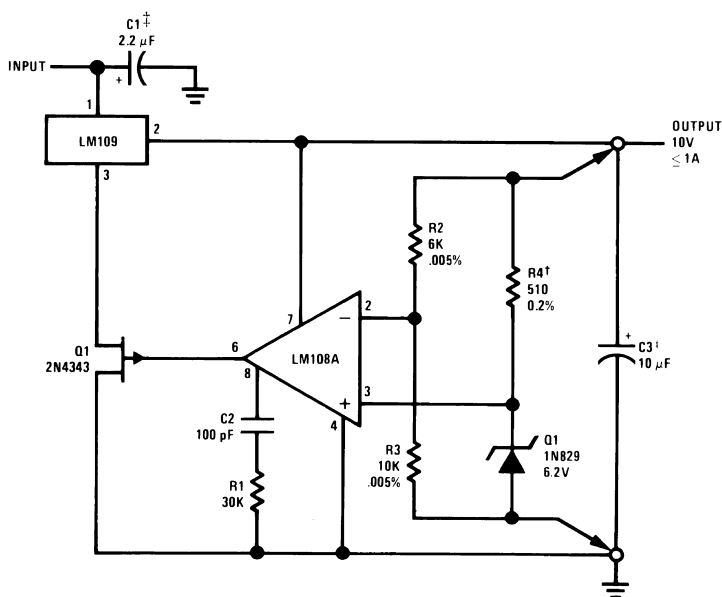 C1‡
2.2 μF
INPUT
+
1
LM109
2
3
OUTPUT
10V
≤ 1A
R2
6K
.005%
R4†
510
0.2%
7
2
−
6
LM108A
8
Q1
2N4343
+
C3‡
10 μF
3
+
4
C2
100 pF
R3
10K
.005%
Q1
1N829
6.2V
R1
30K